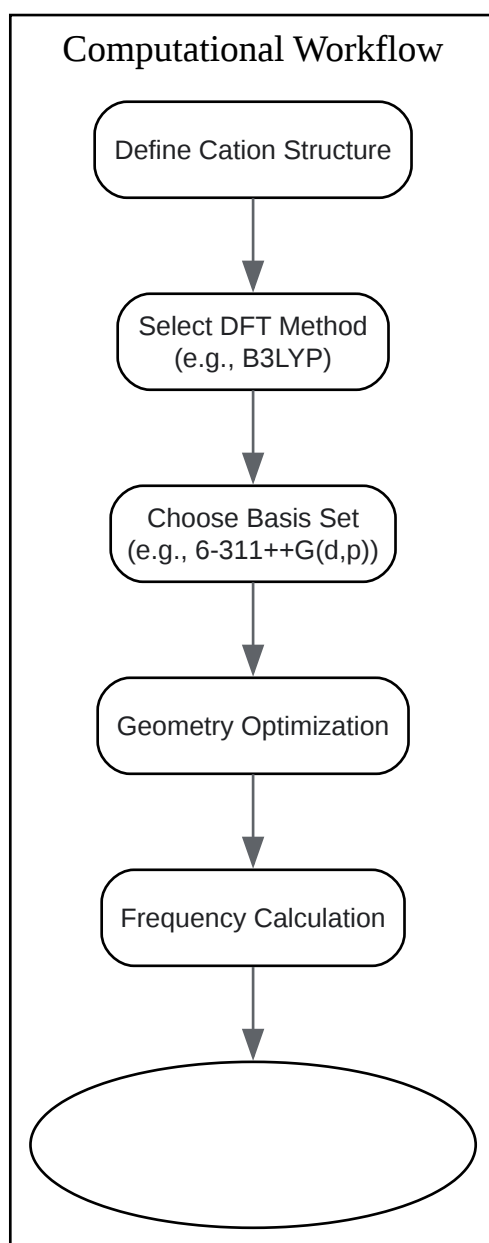 Computational Workflow
Define Cation Structure
Select DFT Method
(e.g., B3LYP)
Choose Basis Set
(e.g., 6-311++G(d,p))
Geometry Optimization
Frequency Calculation